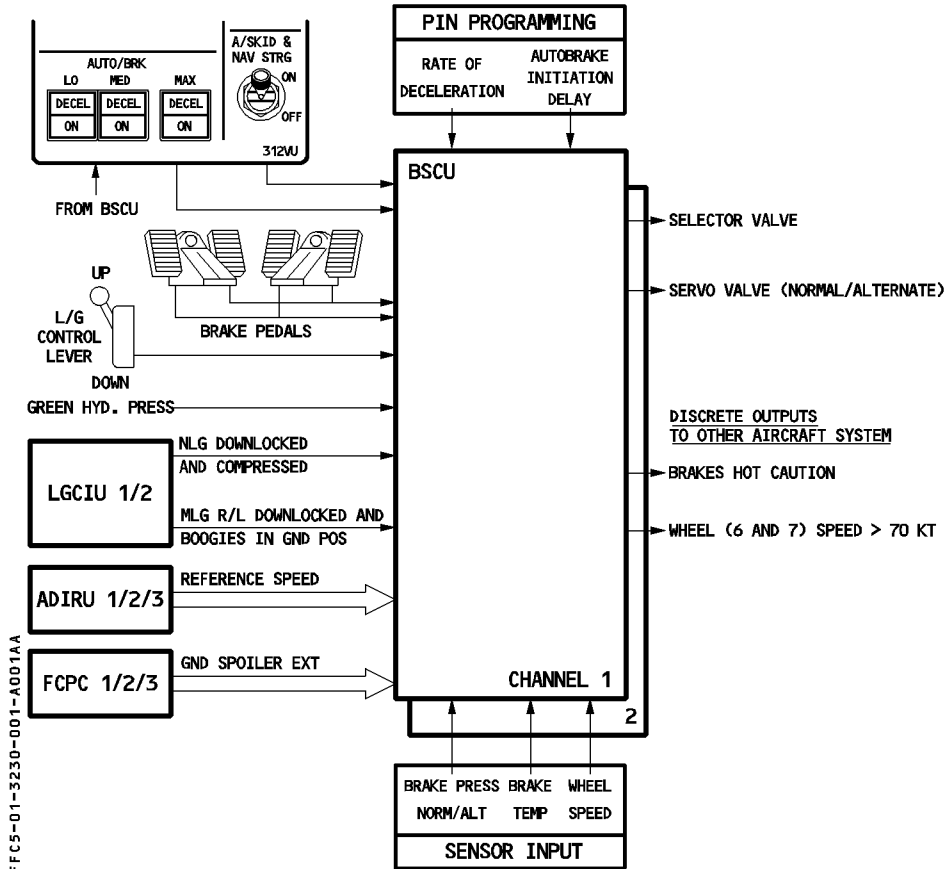 PIN PROGRAMMING
RATE OF
DECELERATION
AUTOBRAKE
INITIATION
DELAY
AUTO/BRK
LO MED MAX
DECEL DECEL DECEL
ON ON ON
A/SKID &
NAV STRG
ON
OFF
312VU
FROM BSCU
BSCU
UP
L/G
CONTROL
LEVER
DOWN
BRAKE PEDALS
GREEN HYD. PRESS
LGCIU 1/2
NLG DOWNLOCKED
AND COMPRESSED
MLG R/L DOWNLOCKED AND
BOOGIES IN GND POS
ADIRU 1/2/3
REFERENCE SPEED
FCPC 1/2/3
GND SPOILER EXT
CHANNEL 1
2
SELECTOR VALVE
SERVO VALVE (NORMAL/ALTERNATE)
DISCRETE OUTPUTS
TO OTHER AIRCRAFT SYSTEM
BRAKES HOT CAUTION
WHEEL (6 AND 7) SPEED > 70 KT
BRAKE PRESS
NORM/ALT
BRAKE
TEMP
WHEEL
SPEED
SENSOR INPUT
FFC5-01-3230-001-A001AA